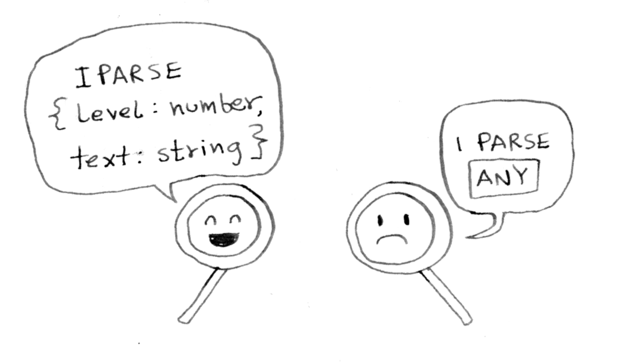 I PARSE
{ level: number,
text: string }
I PARSE
ANY